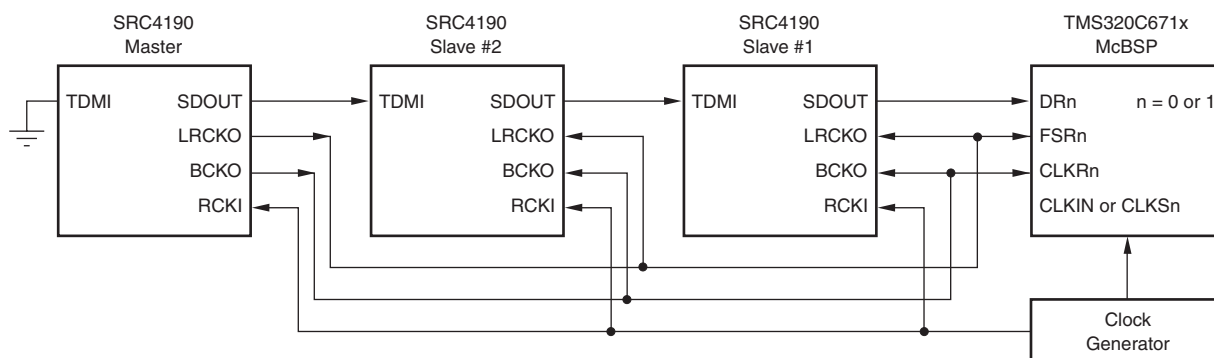 SRC4190
Master
SRC4190
Slave #2
SRC4190
Slave #1
TMS320C671x
McBSP
TDMI
SDOUT
LRCKO
BCKO
RCKI
TDMI
SDOUT
LRCKO
BCKO
RCKI
TDMI
SDOUT
LRCKO
BCKO
RCKI
DRn
n = 0 or 1
FSRn
CLKRn
CLKIN or CLKSn
Clock
Generator